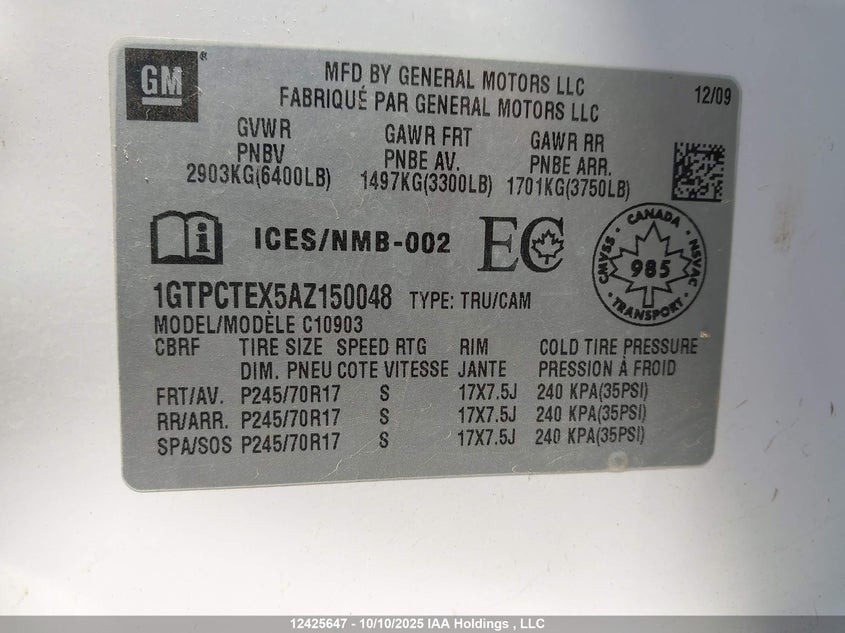 GM
MFD BY GENERAL MOTORS LLC
FABRIQUÉ PAR GENERAL MOTORS LLC
12/09
GVWR GAWR FRT GAWR RR
PNBV PNBE AV. PNBE ARR.
2903KG(6400LB) 1497KG(3300LB) 1701KG(3750LB)
i ICES/NMB-002 EC
CANADA
CMVSS 985 NSVAC
TRANSPORT
1GTPCTEX5AZ150048 TYPE: TRU/CAM
MODEL/MODÈLE C10903
CBRF TIRE SIZE SPEED RTG RIM COLD TIRE PRESSURE
DIM. PNEU COTE VITESSE JANTE PRESSION À FROID
FRT/AV. P245/70R17 S 17X7.5J 240 KPA(35PSI)
RR/ARR. P245/70R17 S 17X7.5J 240 KPA(35PSI)
SPA/SOS P245/70R17 S 17X7.5J 240 KPA(35PSI)
12425647 - 10/10/2025 IAA Holdings , LLC